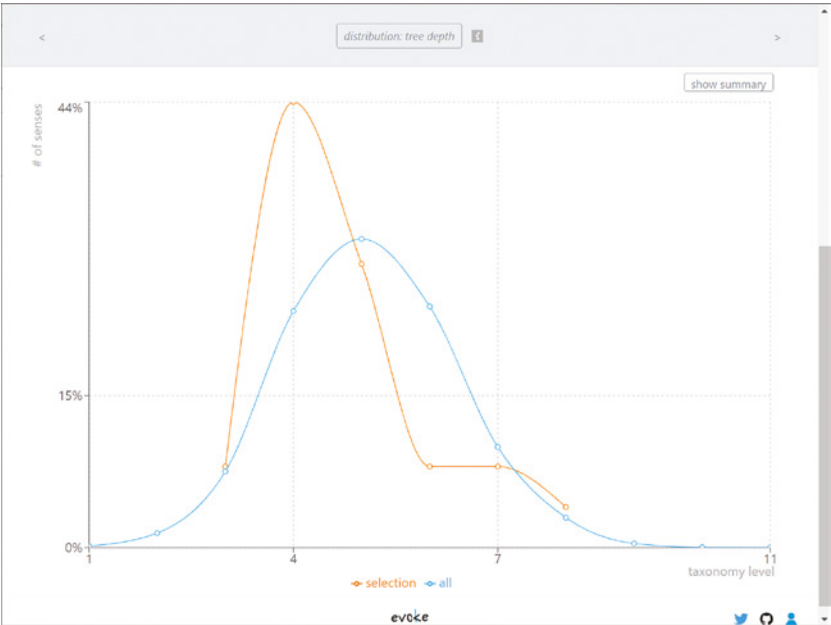 < distribution: tree depth >
show summary
44%
# of senses
15%
0%
1 4 7 11
taxonomy level
selection all
evoke